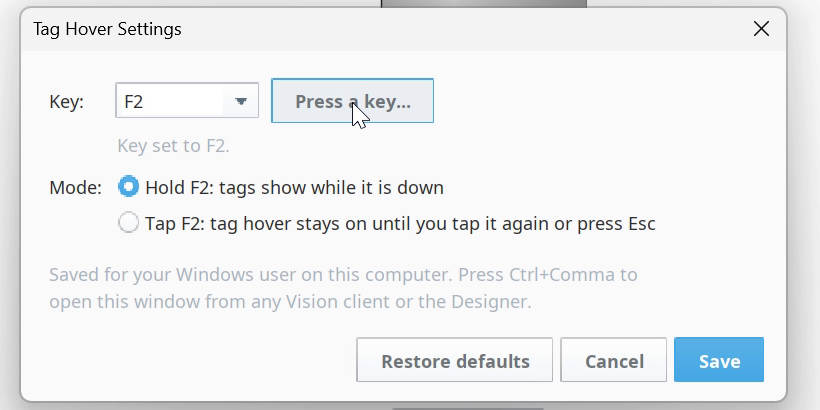 Tag Hover Settings
Key: F2 Press a key...
Key set to F2.
Mode: Hold F2: tags show while it is down
Tap F2: tag hover stays on until you tap it again or press Esc
Saved for your Windows user on this computer. Press Ctrl+Comma to
open this window from any Vision client or the Designer.
Restore defaults Cancel Save